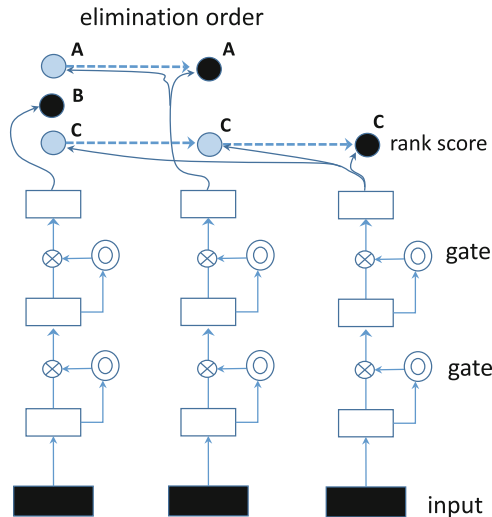 elimination order
A
A
B
C
C
C
rank score
gate
gate
input